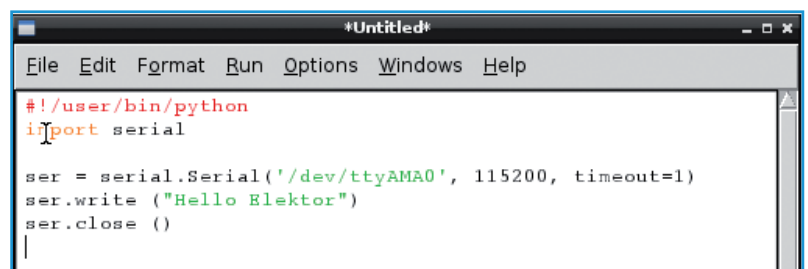 *Untitled*
File Edit Format Run Options Windows Help
#!/user/bin/python
import serial
ser = serial.Serial('/dev/ttyAMA0', 115200, timeout=1)
ser.write ("Hello Elektor")
ser.close ()